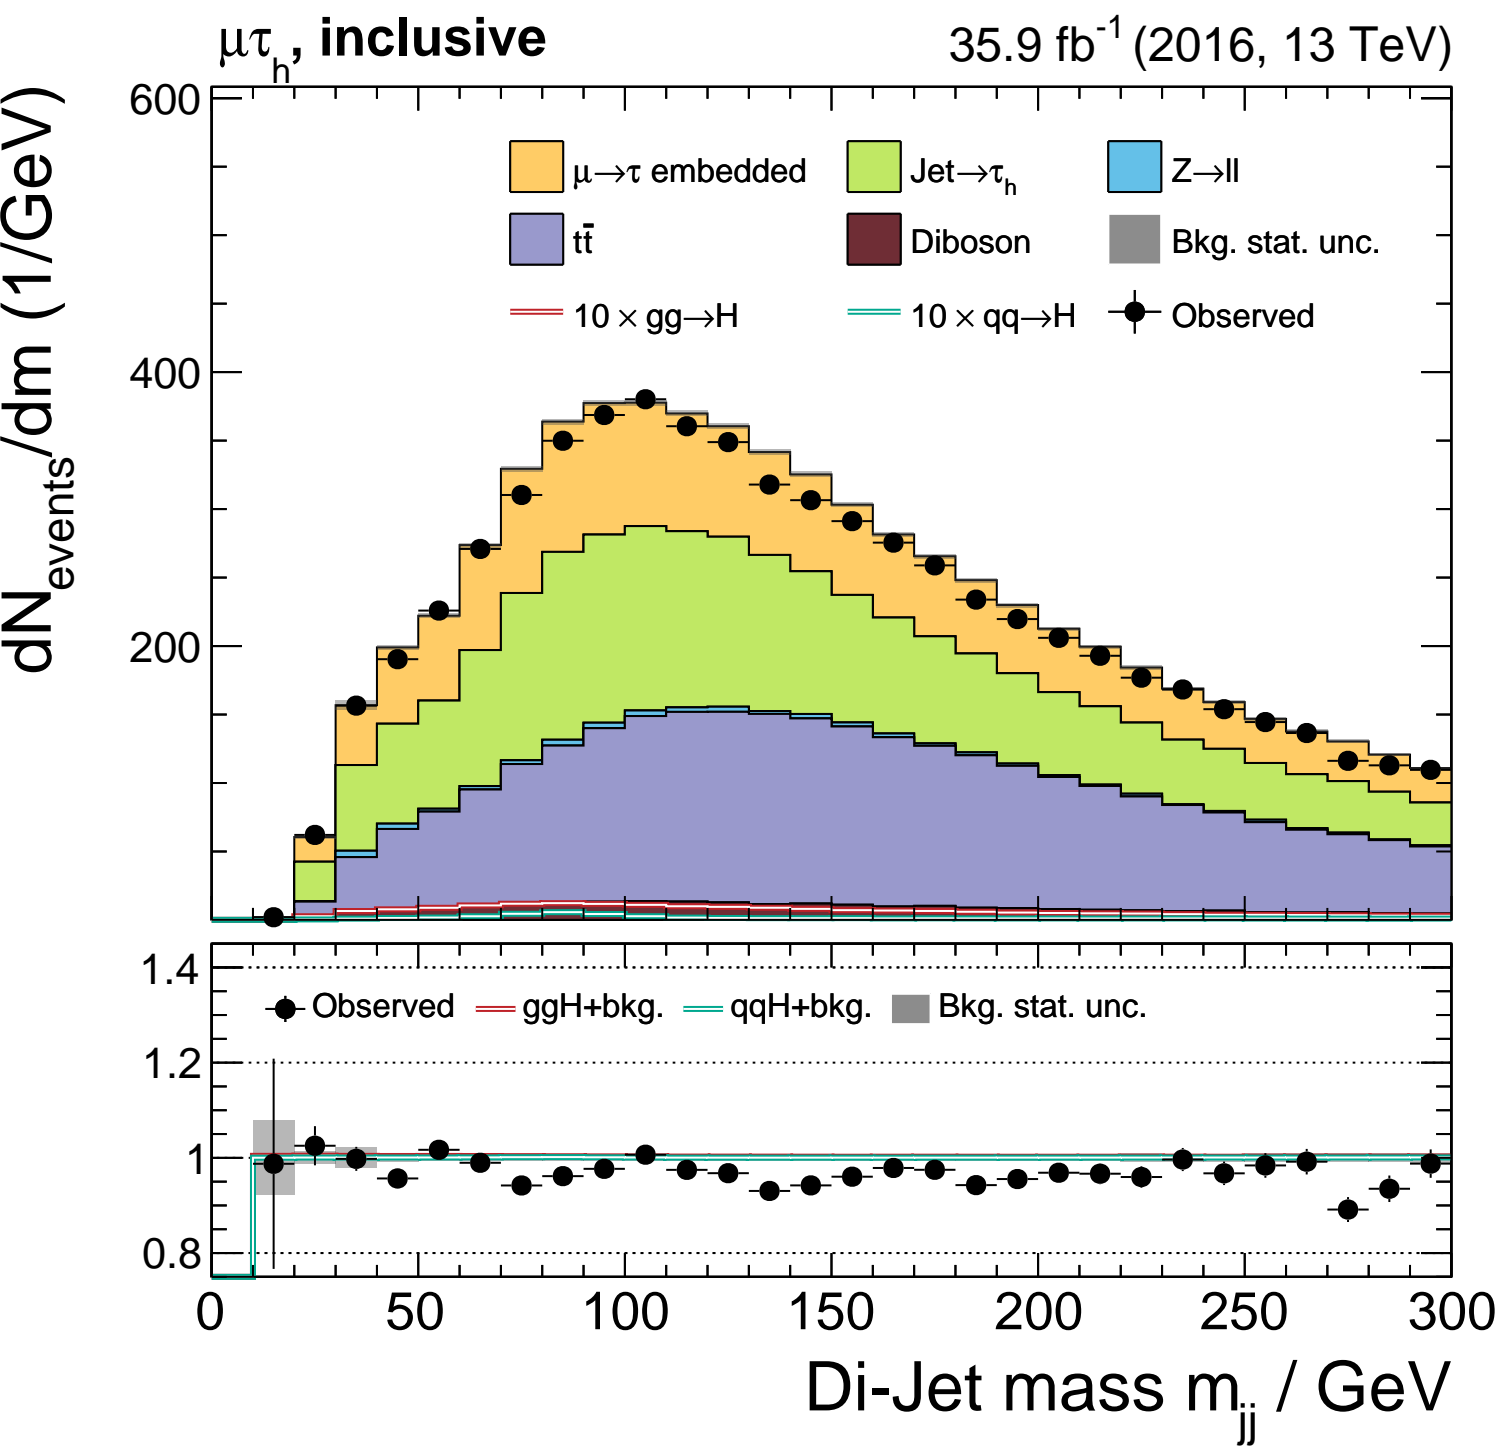 μτh, inclusive 35.9 fb-1 (2016, 13 TeV)
dNevents/dm (1/GeV)
600
400
200
μ→τ embedded Jet→τh Z→ll
tt̄ Diboson Bkg. stat. unc.
10 × gg→H 10 × qq→H Observed
1.4
1.2
1
0.8
Observed ggH+bkg. qqH+bkg. Bkg. stat. unc.
0 50 100 150 200 250 300
Di-Jet mass mjj / GeV